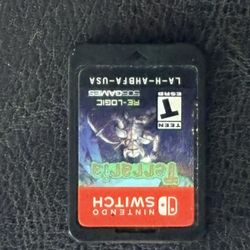 NINTENDO
SWITCH
Terraria
TEEN
T
ESRB
RE-LOGIC
505GAMES
LA-H-AHBFA-USA